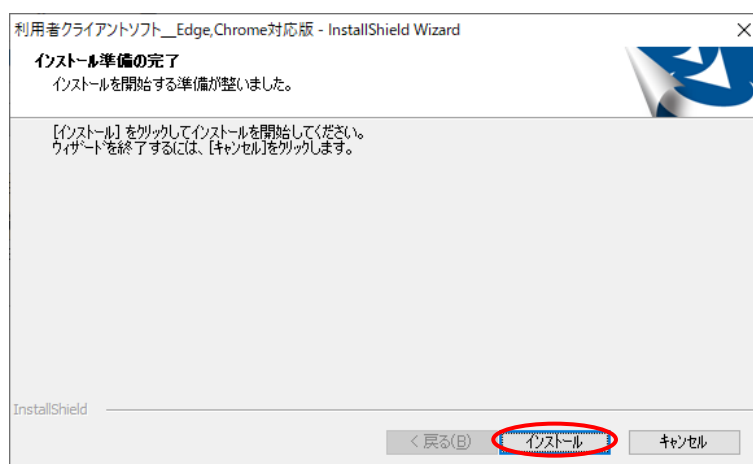 利用者クライアントソフト__Edge,Chrome対応版 - InstallShield Wizard
インストール準備の完了
インストールを開始する準備が整いました。
[インストール] をクリックしてインストールを開始してください。
ウィザードを終了するには、[キャンセル]をクリックします。
InstallShield
< 戻る(B)
インストール
キャンセル